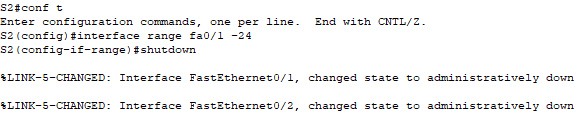 S2#conf t
Enter configuration commands, one per line.  End with CNTL/Z.
S2(config)#interface range fa0/1 -24
S2(config-if-range)#shutdown
%LINK-5-CHANGED: Interface FastEthernet0/1, changed state to administratively down
%LINK-5-CHANGED: Interface FastEthernet0/2, changed state to administratively down